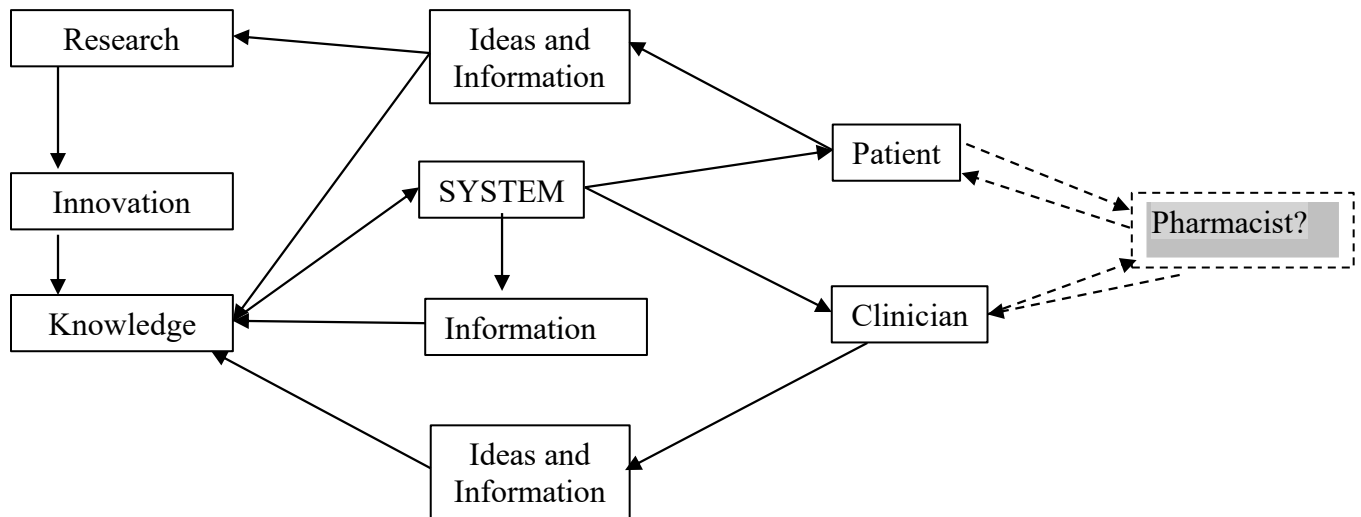 Research
Ideas and
Information
Patient
SYSTEM
Innovation
Pharmacist?
Knowledge
Information
Clinician
Ideas and
Information